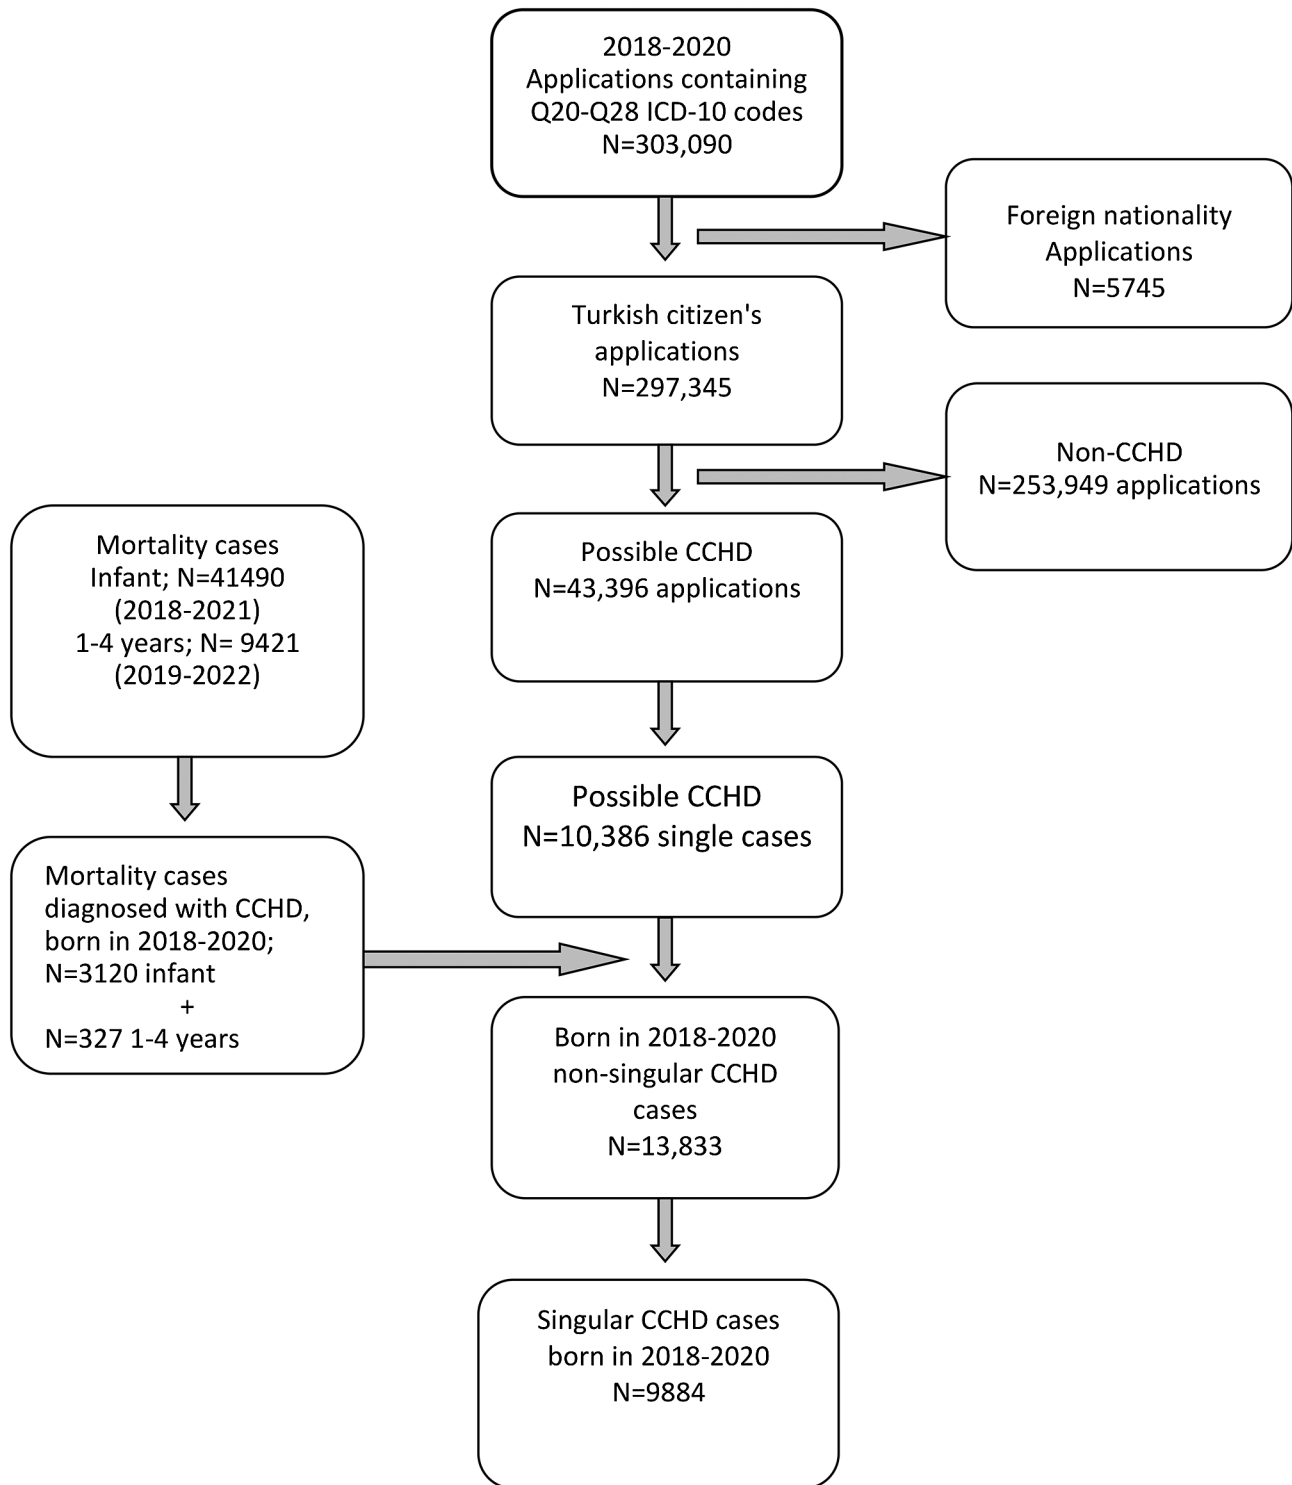 2018-2020
Applications containing
Q20-Q28 ICD-10 codes
N=303,090
Foreign nationality
Applications
N=5745
Turkish citizen's
applications
N=297,345
Non-CCHD
N=253,949 applications
Possible CCHD
N=43,396 applications
Mortality cases
Infant; N=41490
(2018-2021)
1-4 years; N= 9421
(2019-2022)
Possible CCHD
N=10,386 single cases
Mortality cases
diagnosed with CCHD,
born in 2018-2020;
N=3120 infant
+
N=327 1-4 years
Born in 2018-2020
non-singular CCHD
cases
N=13,833
Singular CCHD cases
born in 2018-2020
N=9884